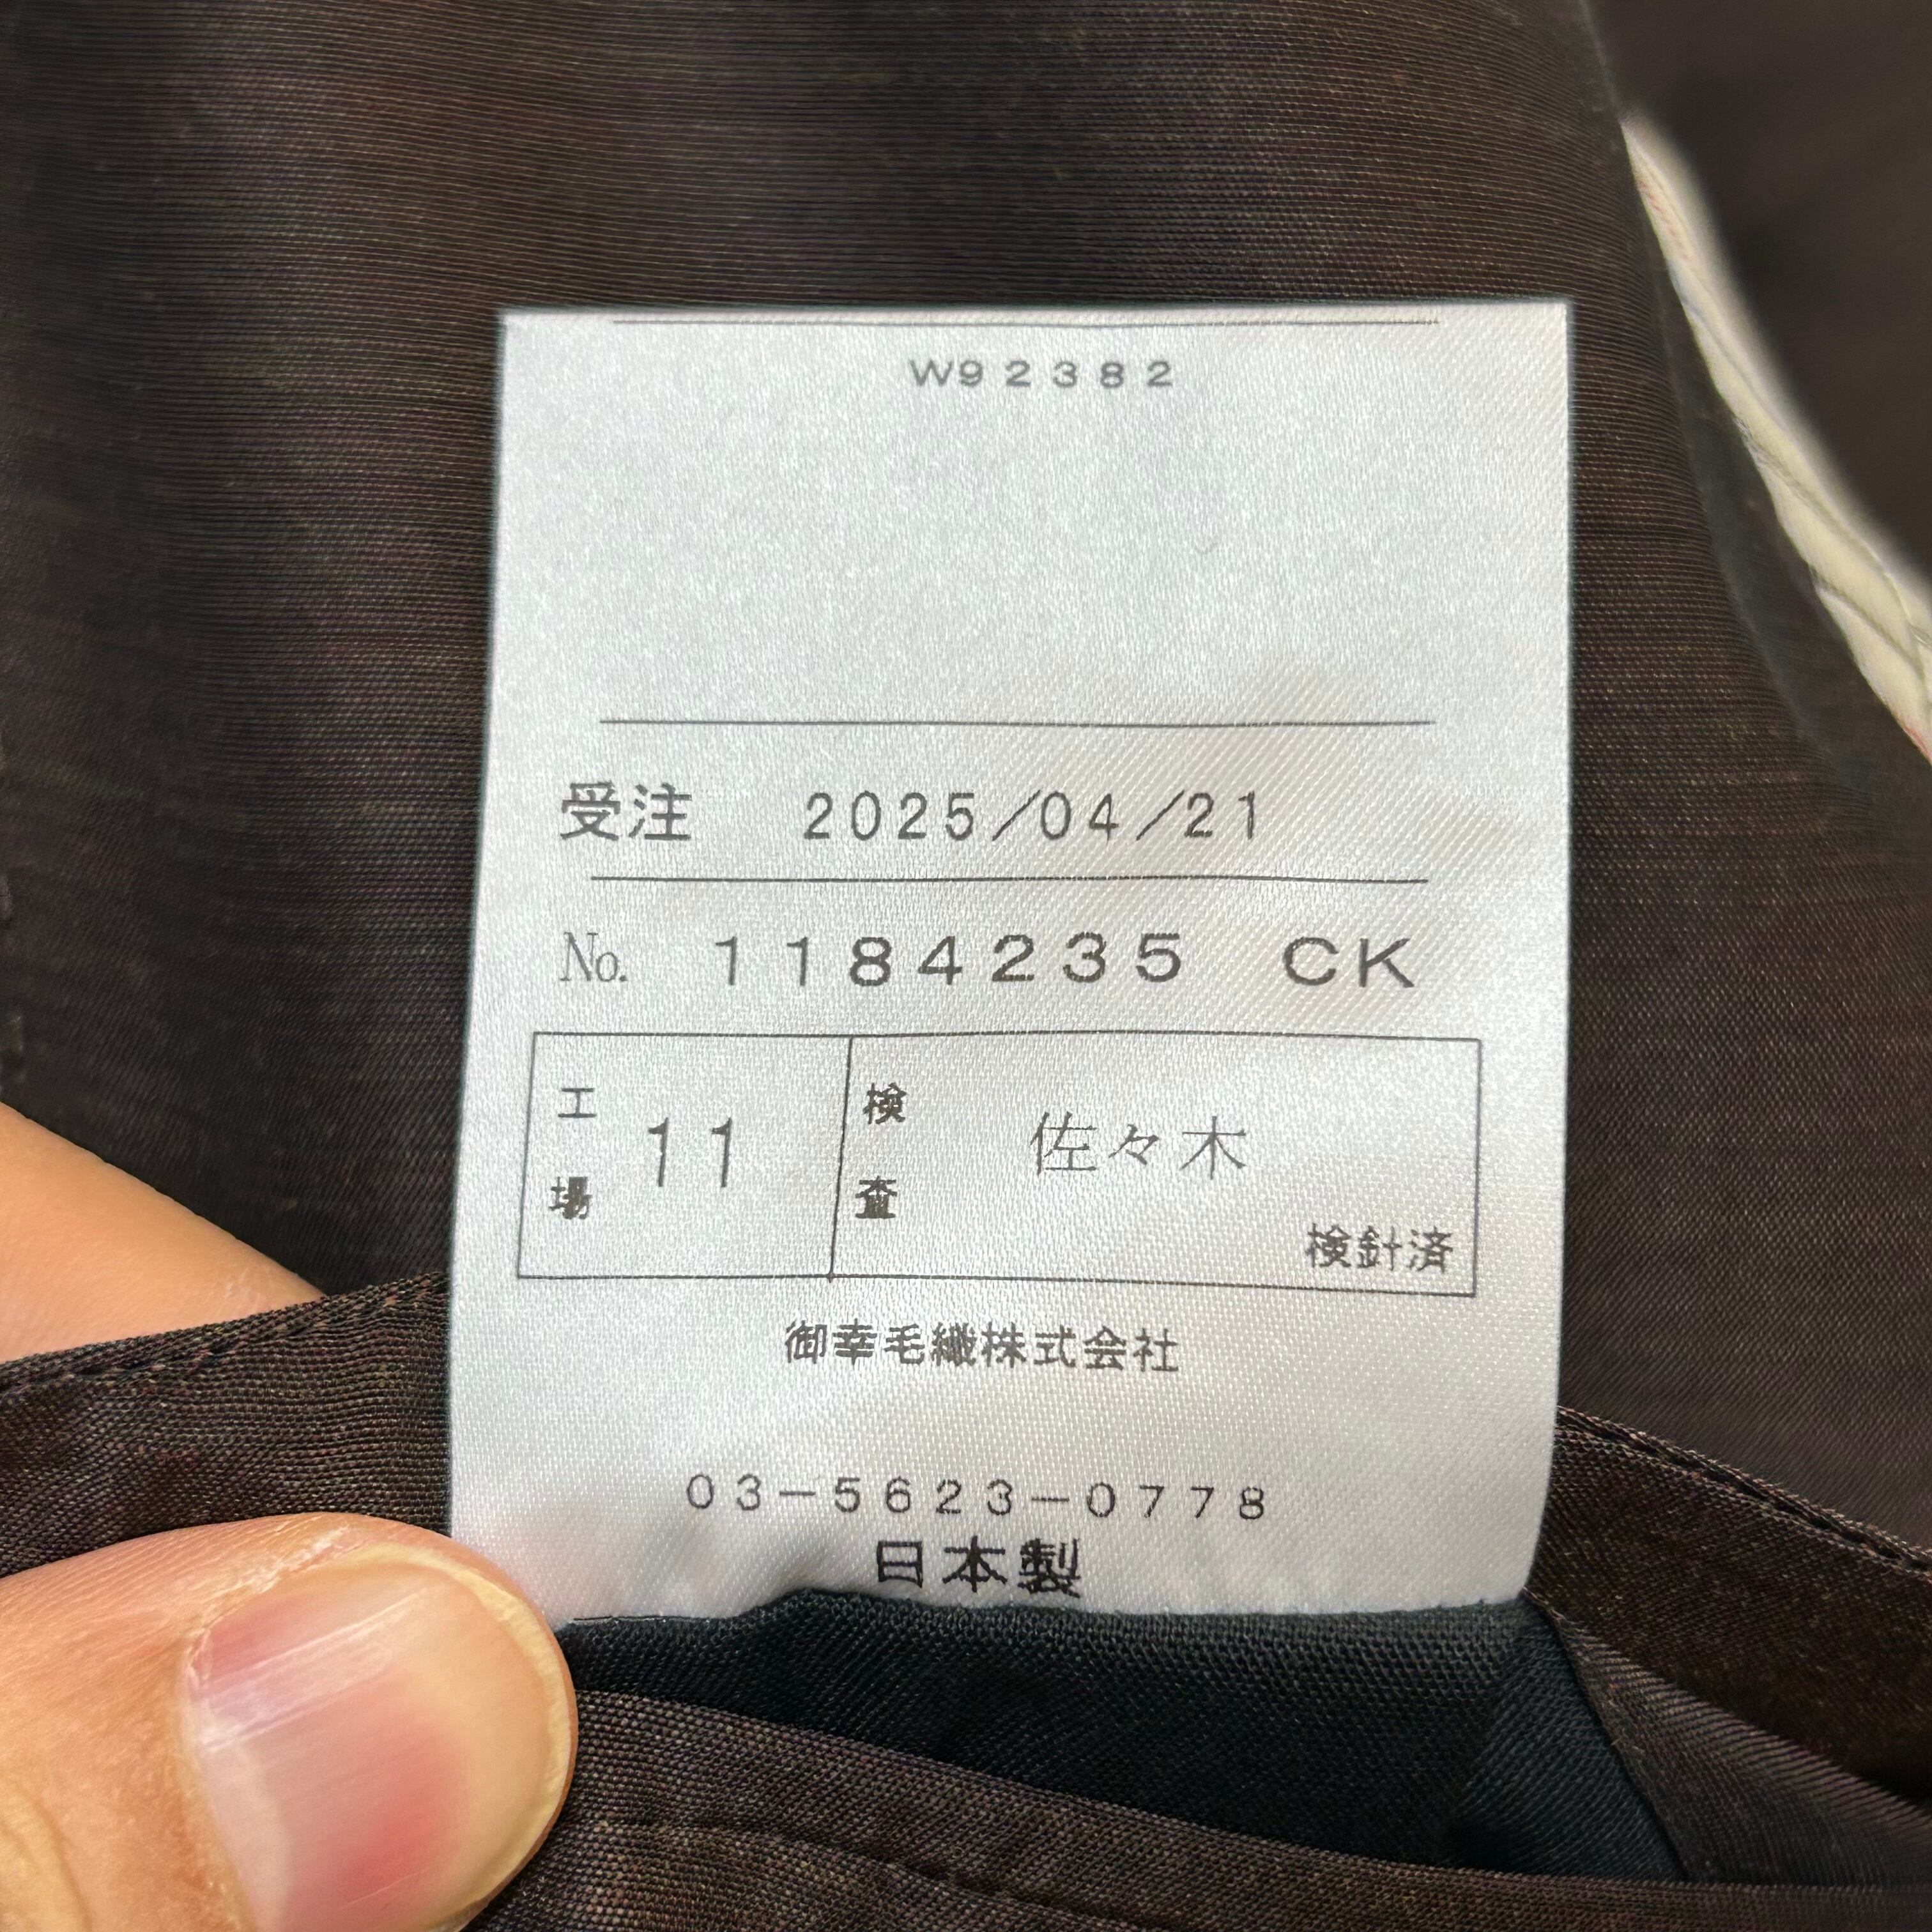 W92382
受注 2025/04/21
No. 1184235 CK
工場 11 検査 佐々木
検針済
御幸毛織株式会社
03-5623-0778
日本製